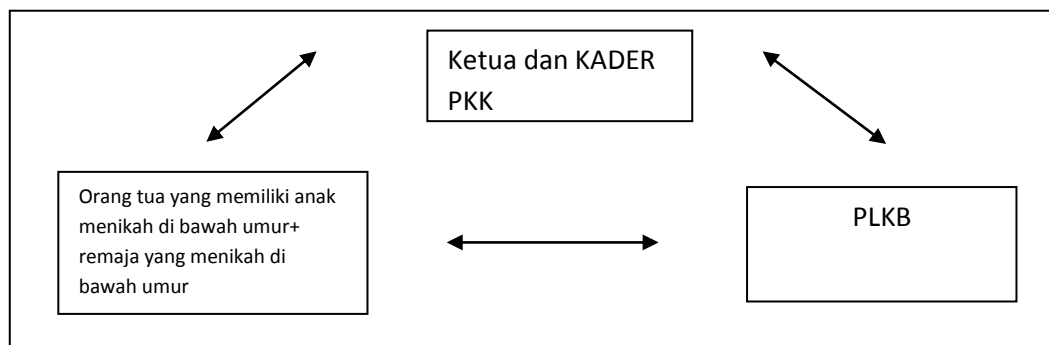 Ketua dan KADER
PKK
Orang tua yang memiliki anak
menikah di bawah umur+
remaja yang menikah di
bawah umur
PLKB